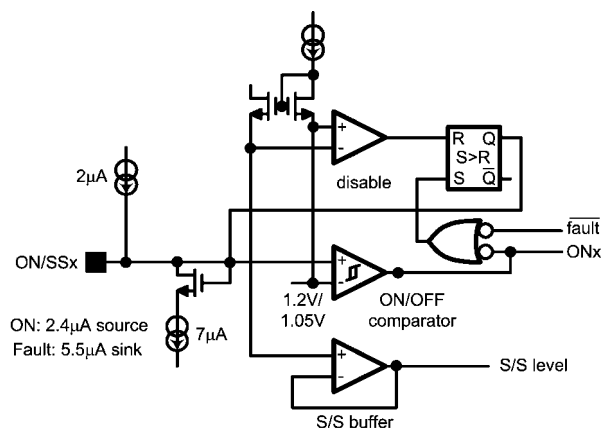 +
-
disable
R Q
S>R
S Q
2µA
fault
ONx
ON/SSx
+
-
1.2V/
1.05V
ON/OFF
comparator
ON: 2.4µA source
Fault: 5.5µA sink
7µA
+
-
S/S level
S/S buffer